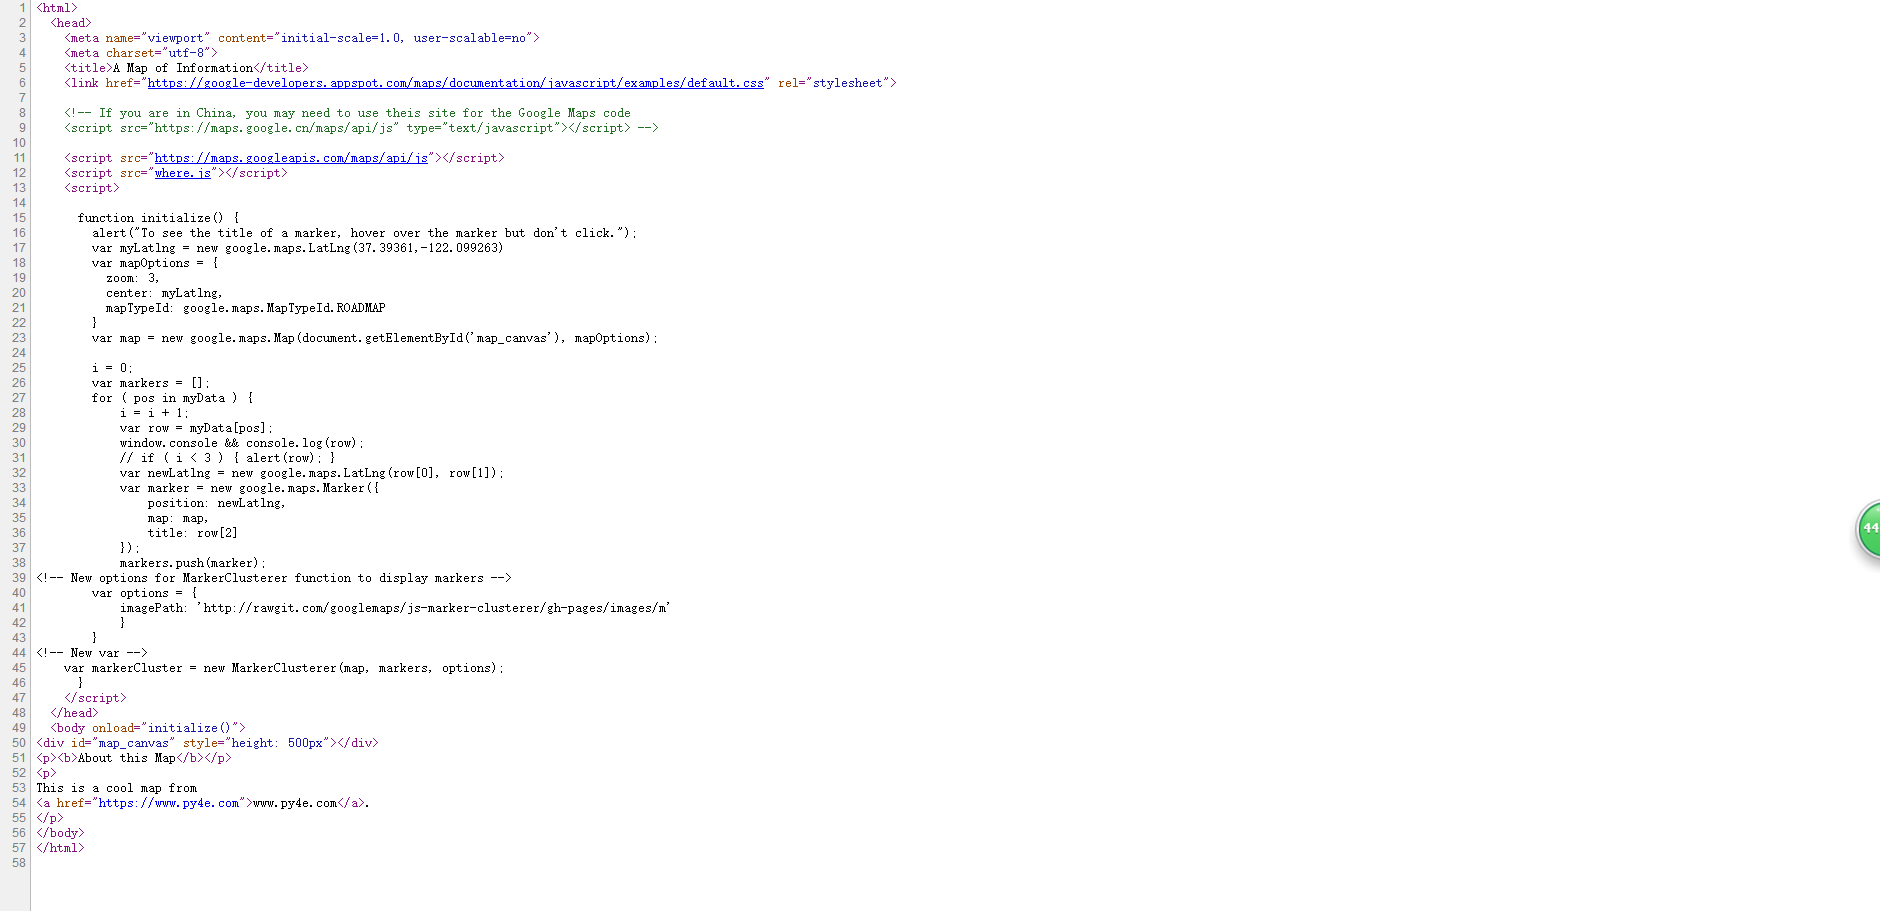 1 <html>
2 <head>
3 <meta name="viewport" content="initial-scale=1.0, user-scalable=no">
4 <meta charset="utf-8">
5 <title>A Map of Information</title>
6 <link href="https://google-developers.appspot.com/maps/documentation/javascript/examples/default.css" rel="stylesheet">
7
8 <!-- If you are in China, you may need to use theis site for the Google Maps code
9 <script src="https://maps.google.cn/maps/api/js" type="text/javascript"></script> -->
10
11 <script src="https://maps.googleapis.com/maps/api/js"></script>
12 <script src="where.js"></script>
13 <script>
14
15 function initialize() {
16 alert("To see the title of a marker, hover over the marker but don't click.");
17 var myLatlng = new google.maps.LatLng(37.39361,-122.099263)
18 var mapOptions = {
19 zoom: 3,
20 center: myLatlng,
21 mapTypeId: google.maps.MapTypeId.ROADMAP
22 }
23 var map = new google.maps.Map(document.getElementById('map_canvas'), mapOptions);
24
25 i = 0;
26 var markers = [];
27 for ( pos in myData ) {
28 i = i + 1;
29 var row = myData[pos];
30 window.console && console.log(row);
31 // if ( i < 3 ) { alert(row); }
32 var newLatlng = new google.maps.LatLng(row[0], row[1]);
33 var marker = new google.maps.Marker({
34 position: newLatlng,
35 map: map,
36 title: row[2]
37 });
38 markers.push(marker);
39 <!-- New options for MarkerClusterer function to display markers -->
40 var options = {
41 imagePath: 'http://rawgit.com/googlemaps/js-marker-clusterer/gh-pages/images/m'
42 }
43 }
44 <!-- New var -->
45 var markerCluster = new MarkerClusterer(map, markers, options);
46 }
47 </script>
48 </head>
49 <body onload="initialize()">
50 <div id="map_canvas" style="height: 500px"></div>
51 <p><b>About this Map</b></p>
52 <p>
53 This is a cool map from
54 <a href="https://www.py4e.com">www.py4e.com</a>.
55 </p>
56 </body>
57 </html>
58
44